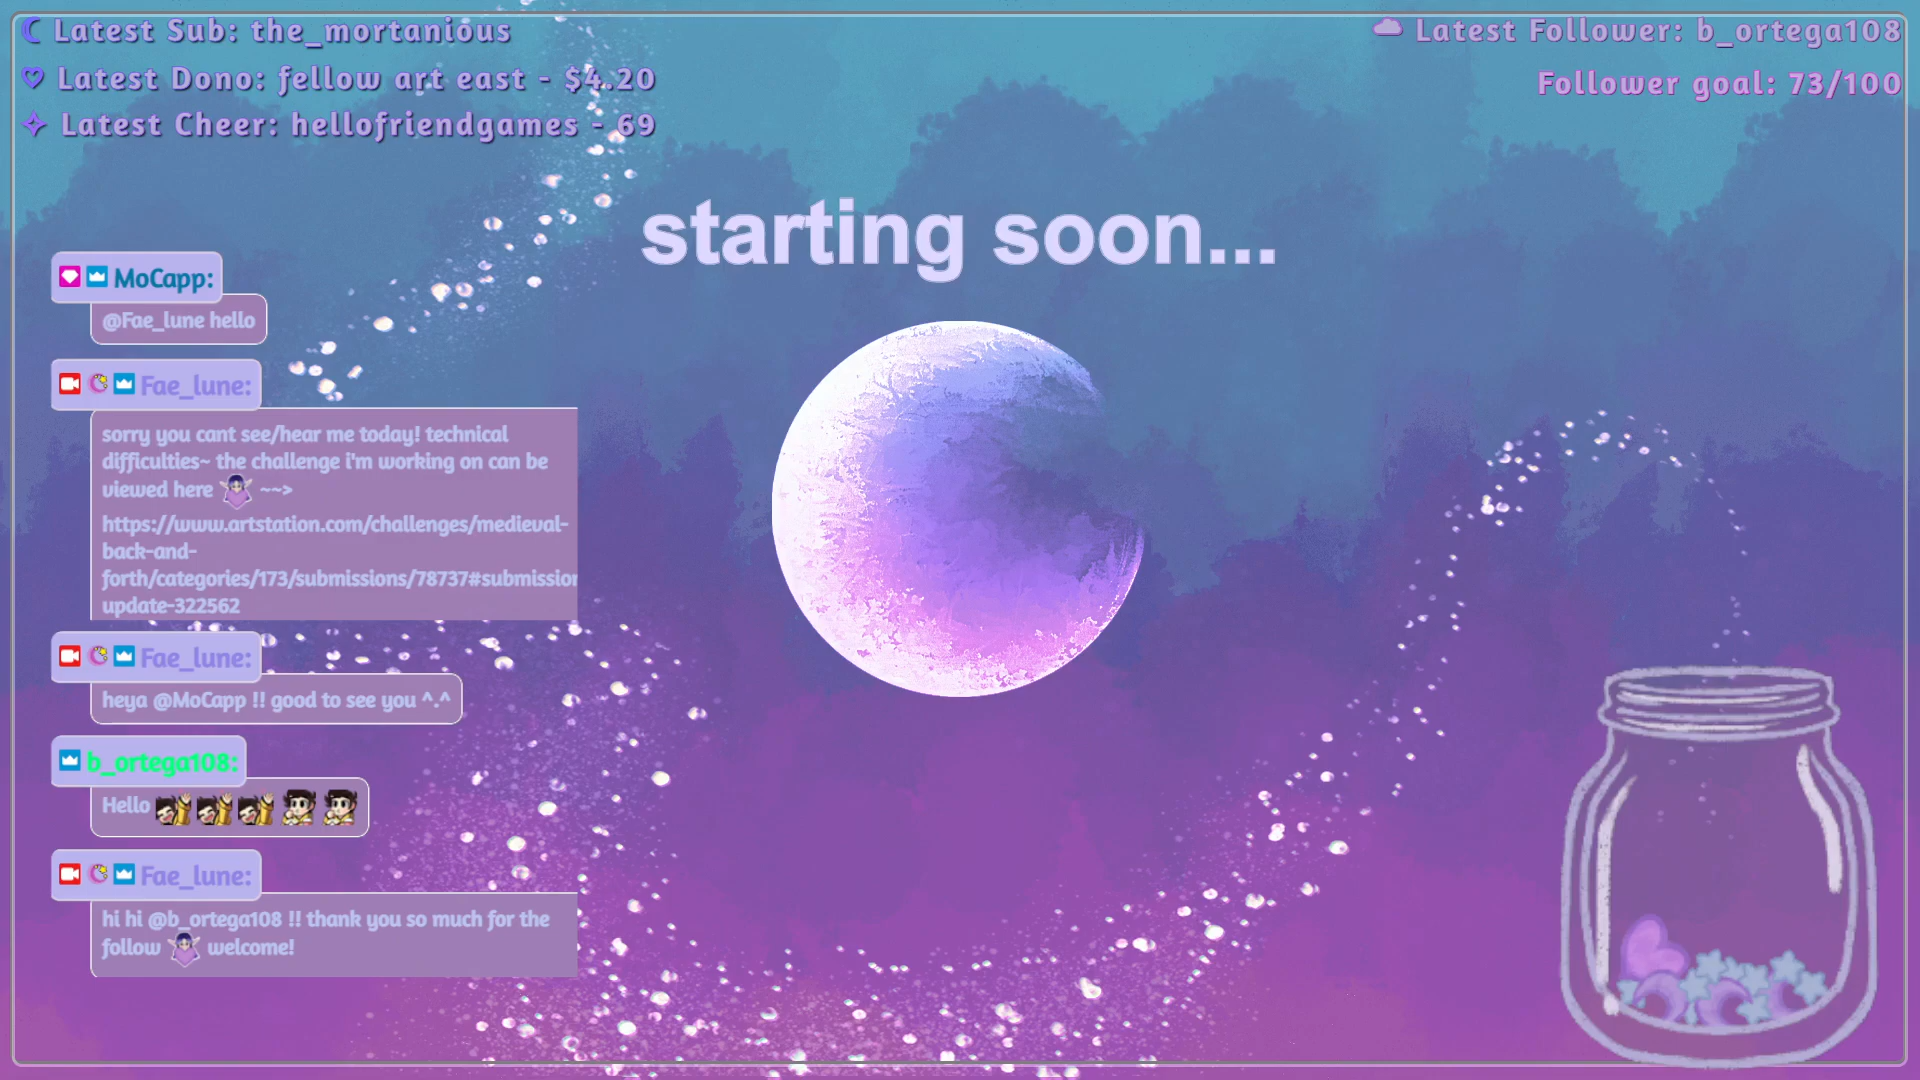 Latest Sub: the_mortanious
Latest Dono: fellow art east - $4.20
Latest Cheer: hellofriendgames - 69
Latest Follower: b_ortega108
Follower goal: 73/100
starting soon...
MoCapp:
@Fae_lune hello
Fae_lune:
sorry you cant see/hear me today! technical
difficulties~ the challenge i'm working on can be
viewed here ~~>
https://www.artstation.com/challenges/medieval-
back-and-
forth/categories/173/submissions/78737#submission
update-322562
Fae_lune:
heya @MoCapp !! good to see you ^.^
b_ortega108:
Hello
Fae_lune:
hi hi @b_ortega108 !! thank you so much for the
follow welcome!